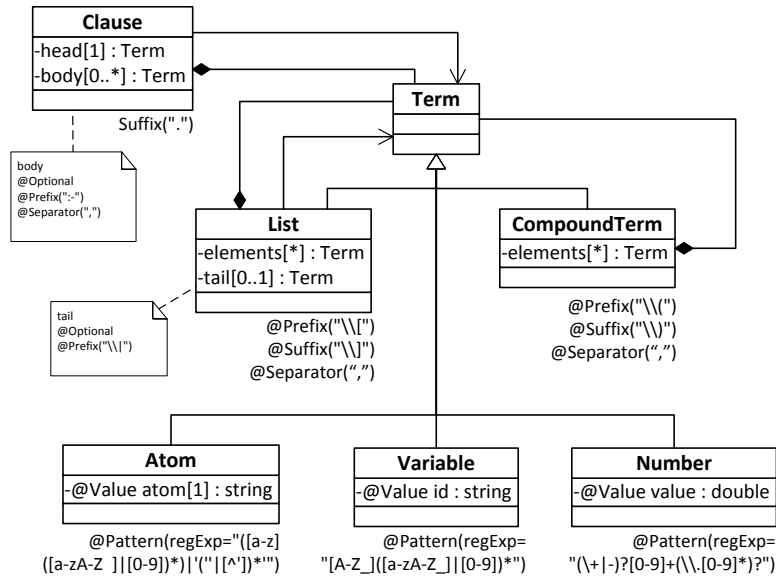 Clause
-head[1] : Term
-body[0..*] : Term
Suffix(".")
body
@Optional
@Prefix(":-")
@Separator(",")
Term
List
-elements[*] : Term
-tail[0..1] : Term
@Prefix("\\[")
@Suffix("\\]")
@Separator(“,”)
tail
@Optional
@Prefix("\\|")
CompoundTerm
-elements[*] : Term
@Prefix("\\(")
@Suffix("\\)")
@Separator(“,”)
Atom
-@Value atom[1] : string
@Pattern(regExp="([a-z]
([a-zA-Z_]|[0-9])*)|'(''|[^'])*'")
Variable
-@Value id : string
@Pattern(regExp=
"[A-Z_]([a-zA-Z_]|[0-9])*")
Number
-@Value value : double
@Pattern(regExp=
"(\+|-)?[0-9]+(\\.[0-9]*)?")